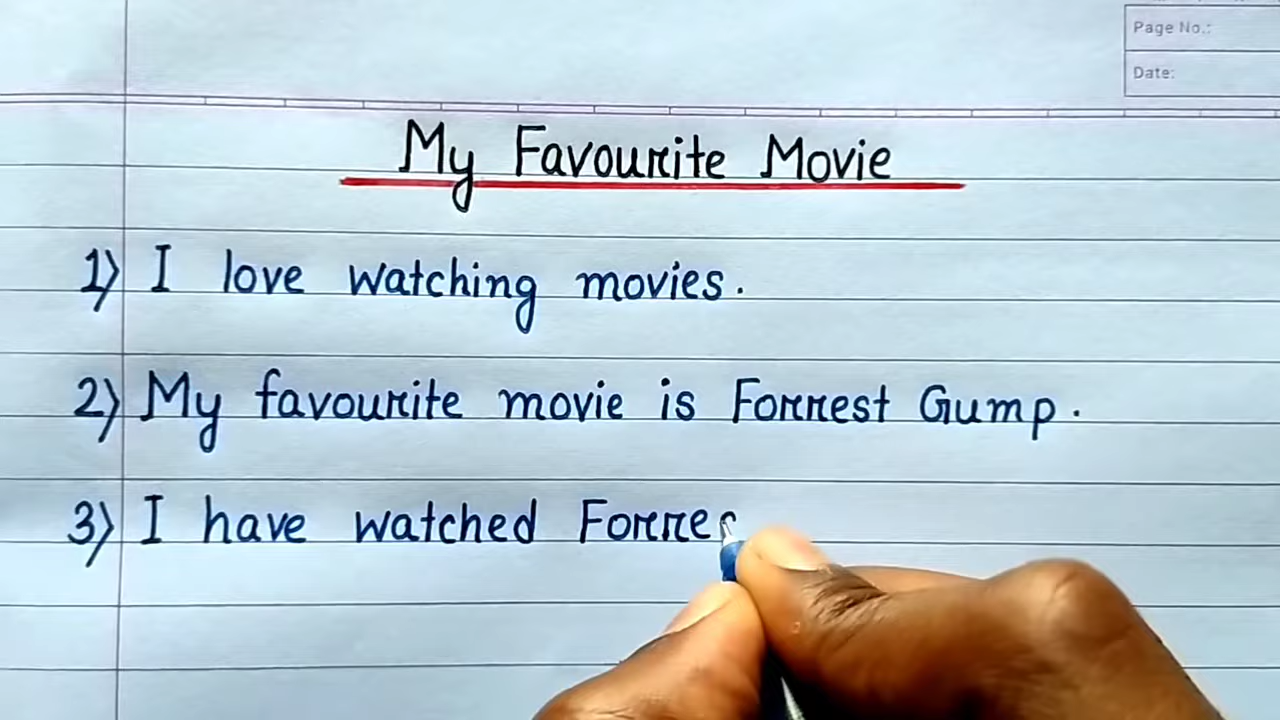 Page No.:
Date:
My Favourite Movie
1) I love watching movies.
2) My favourite movie is Forrest Gump.
3) I have watched Forres